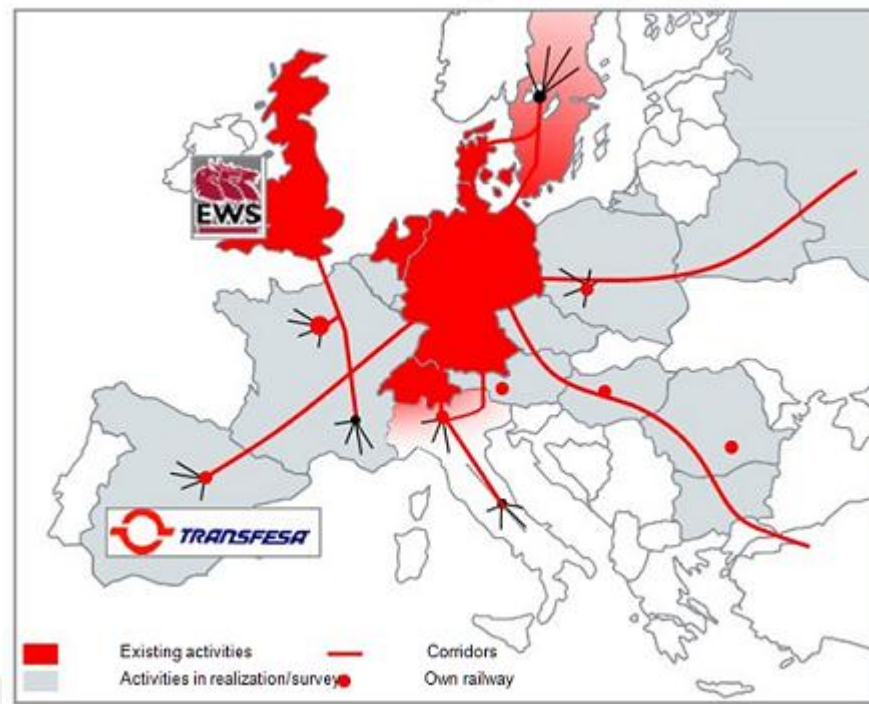 EWS
TRANSFESA
Existing activities
Corridors
Activities in realization/survey
Own railway